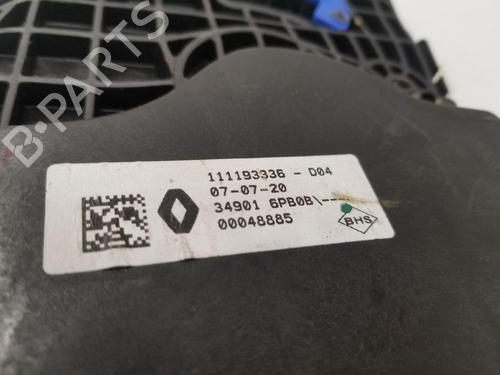 111193336 - D04
07-07-20
34901 6PB0B\---
00048885
BHS
B-PARTS